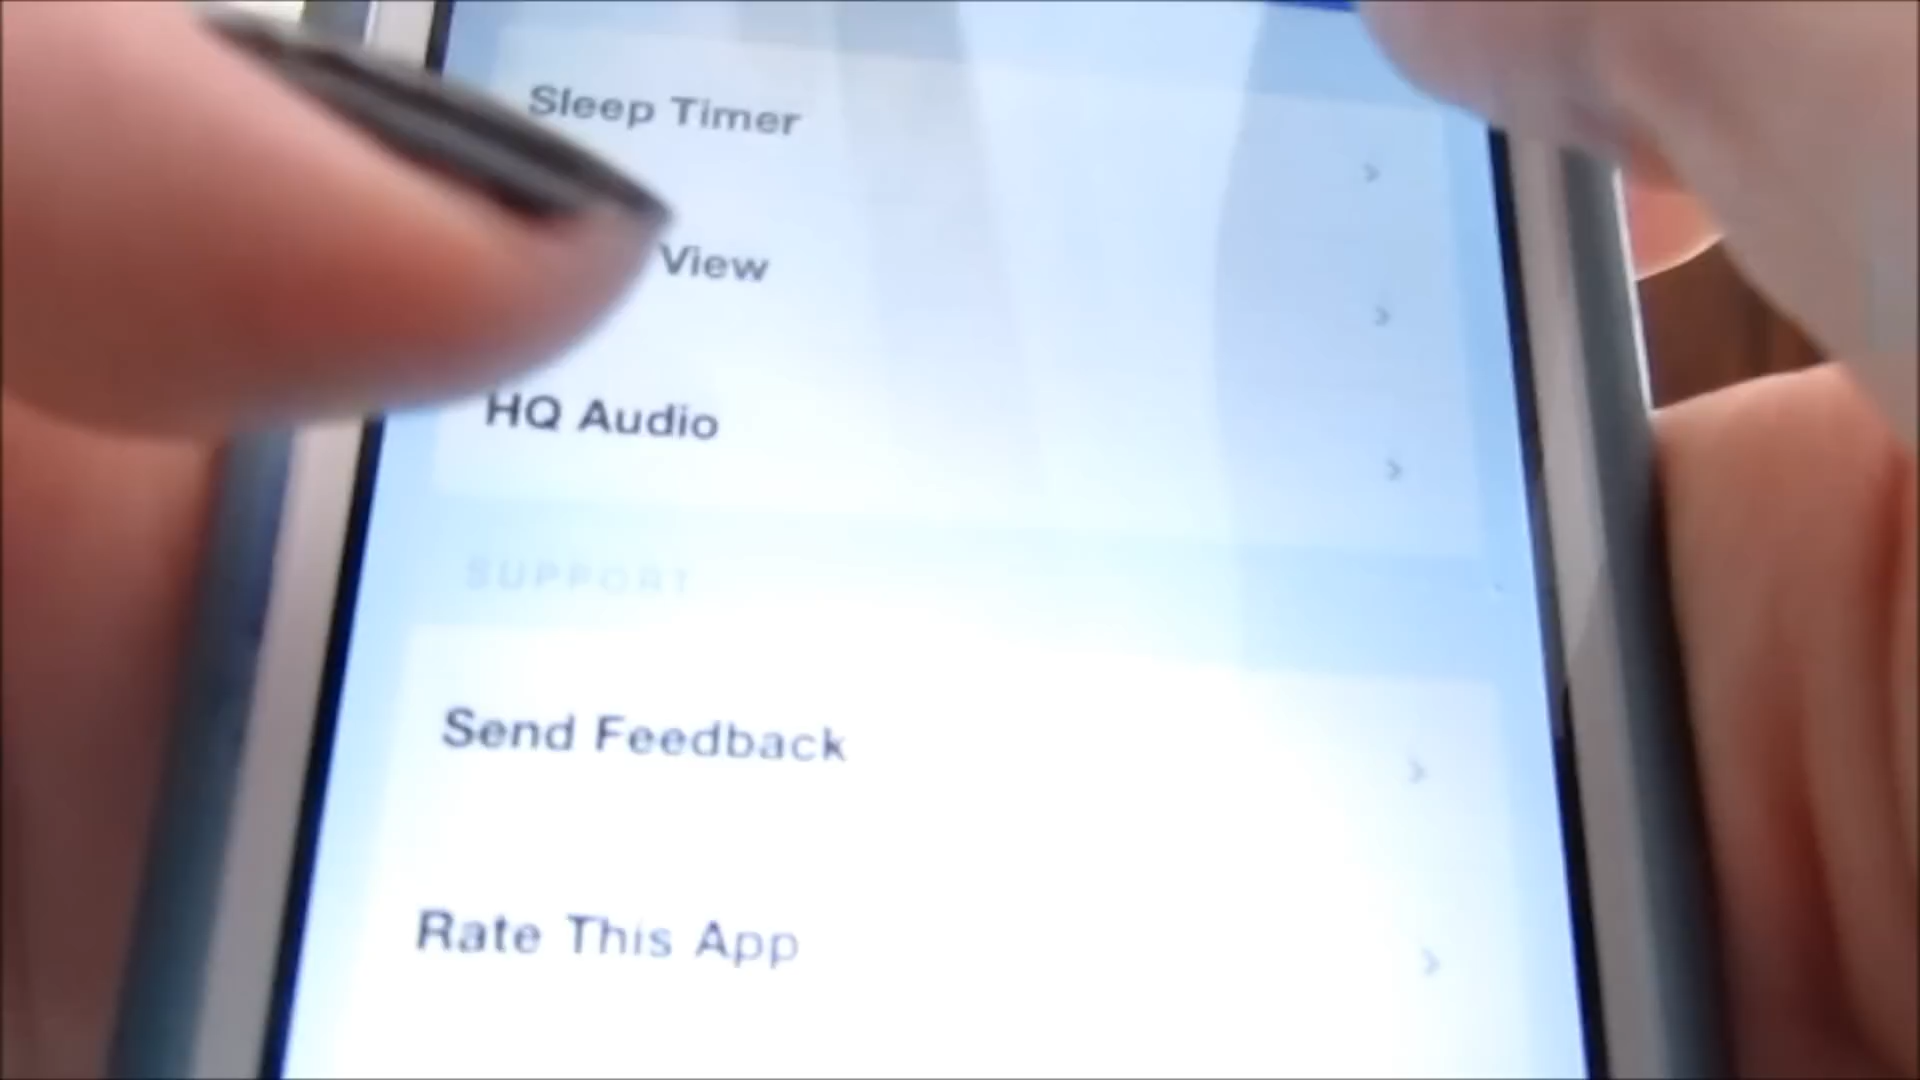 Sleep Timer
View
HQ Audio
SUPPORT
Send Feedback
Rate This App